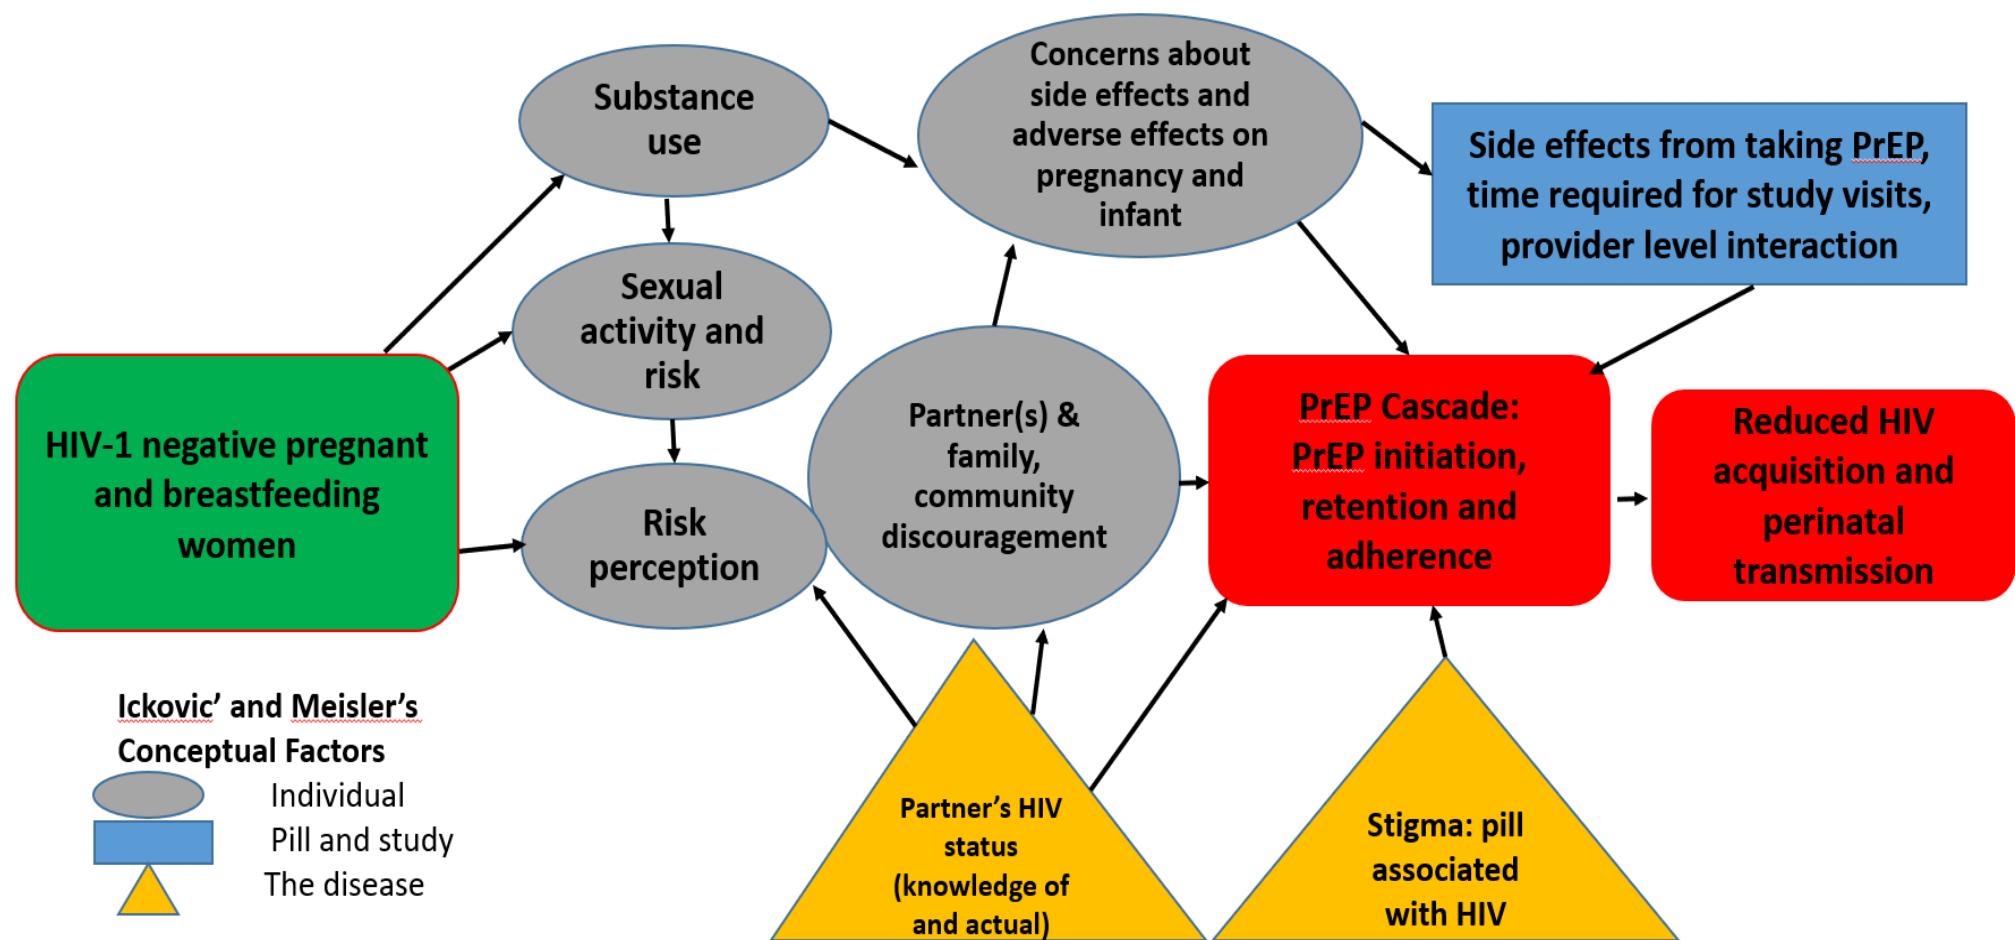 Substance
use
Concerns about
side effects and
adverse effects on
pregnancy and
infant
Side effects from taking PrEP,
time required for study visits,
provider level interaction
Sexual
activity and
risk
HIV-1 negative pregnant
and breastfeeding
women
Risk
perception
Partner(s) &
family,
community
discouragement
PrEP Cascade:
PrEP initiation,
retention and
adherence
Reduced HIV
acquisition and
perinatal
transmission
Ickovic’ and Meisler’s
Conceptual Factors
Individual
Pill and study
The disease
Partner’s HIV
status
(knowledge of
and actual)
Stigma: pill
associated
with HIV